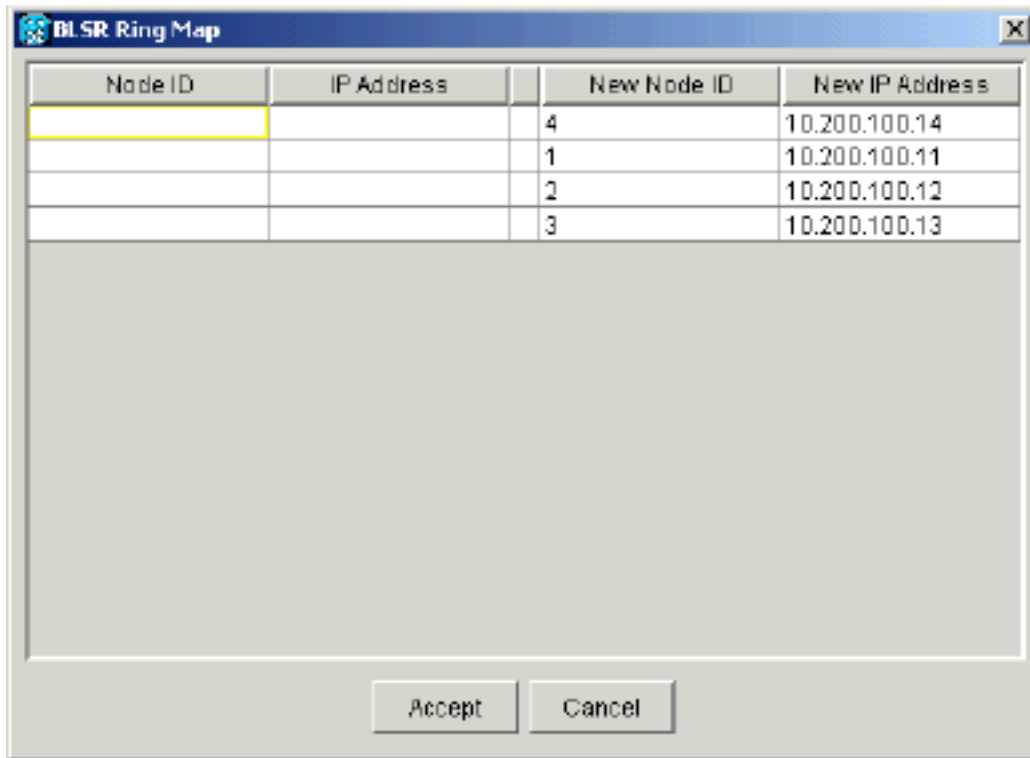 BLSR Ring Map
Node ID IP Address New Node ID New IP Address
4 10.200.100.14
1 10.200.100.11
2 10.200.100.12
3 10.200.100.13
Accept Cancel